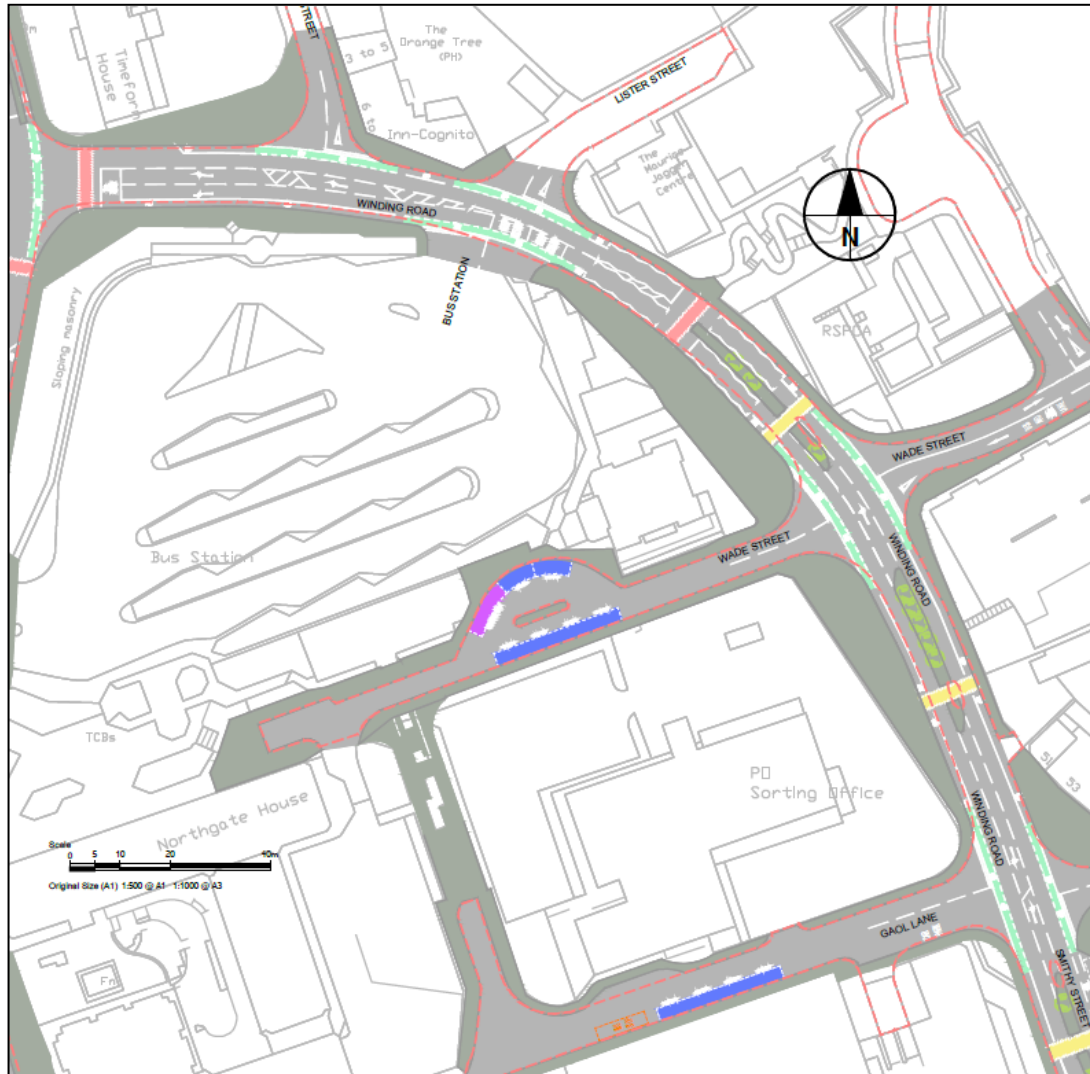 STREET
The
Orange Tree
(PH)
3 to 5
Timeform
House
6 to
Inn-Cognito
LISTER STREET
The
Maurice
Jagger
Centre
WINDING ROAD
N
BUS STATION
Sloping masonry
RSPCA
WADE STREET
Bus Station
WADE STREET
WINDING ROAD
TCBs
PO
Sorting Office
51
53
Northgate House
WINDING ROAD
Scale
0 5 10 20 40m
Original Size (A1) 1:500 @ A1 1:1000 @ A3
GAOL LANE
Fn
SMITHY STREET